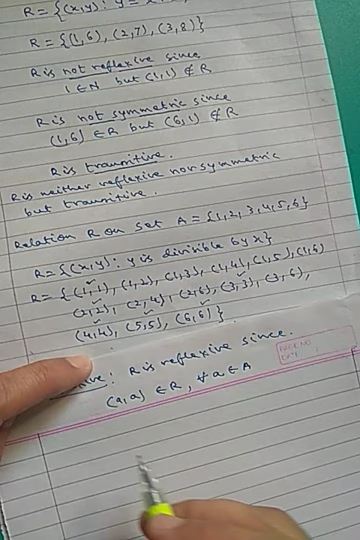 R = {(x,y): y =
R = {(1,6), (2,7), (3,8)}
R is not reflexive since
1 ∈ N but (1,1) ∉ R
R is not symmetric since
(1,6) ∈ R but (6,1) ∉ R
R is tranmitive.
R is neither reflexive nor symmetric
but tranmitive.
Relation R on set A = {1,2,3,4,5,6}
R = {(x,y): y is divisible by x}
R = {(1,1), (1,2), (1,3), (1,4), (1,5), (1,6)
(2,2), (2,4), (2,6), (3,3), (3,6),
(4,4), (5,5), (6,6)}
R is reflexive since.
(a,a) ∈ R, ∀ a ∈ A